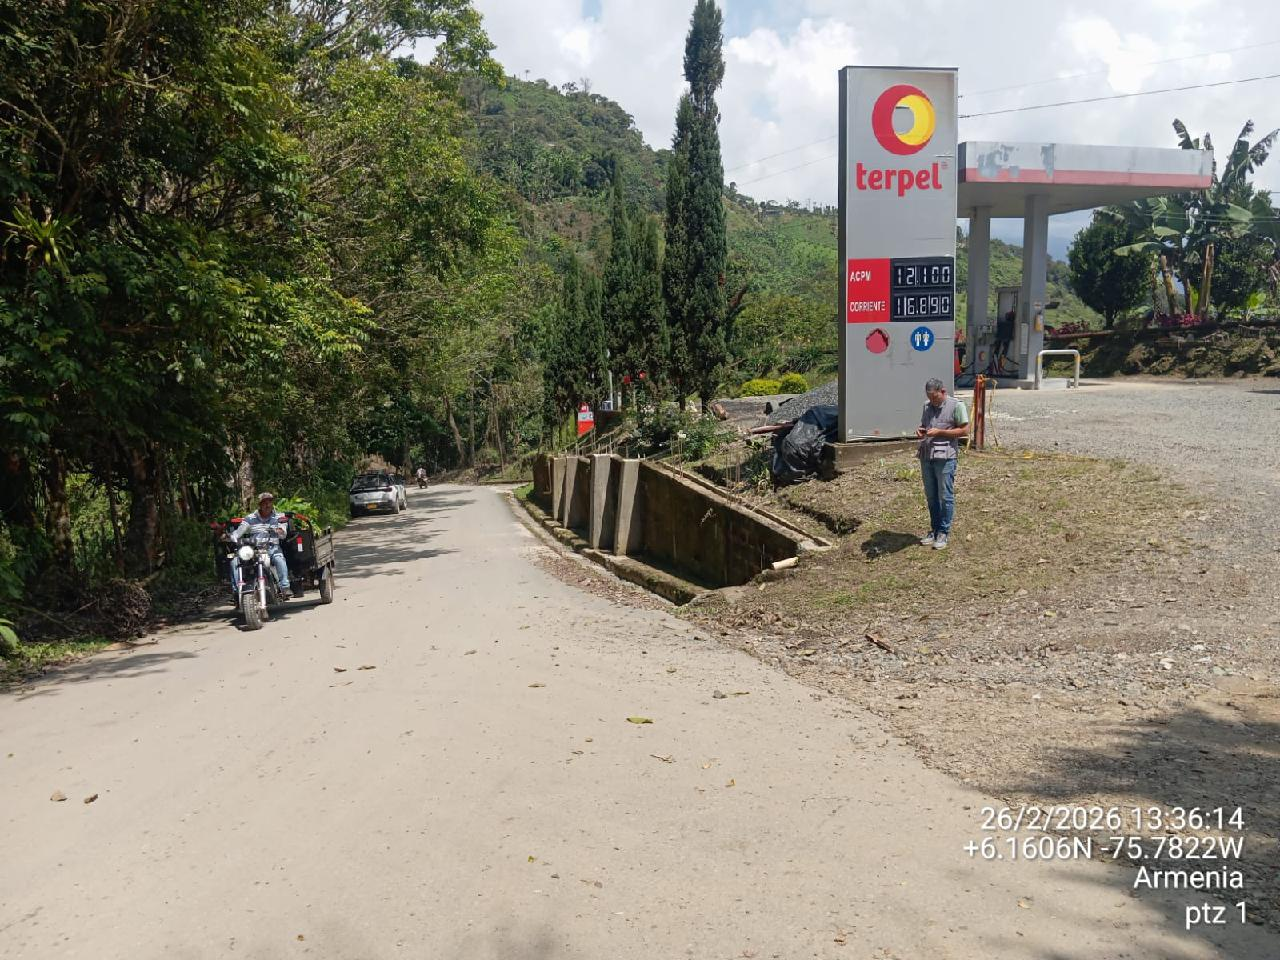 terpel
ACPM 12.100
CORRIENTE 16.890
26/2/2026 13:36:14
+6.1606N -75.7822W
Armenia
ptz 1